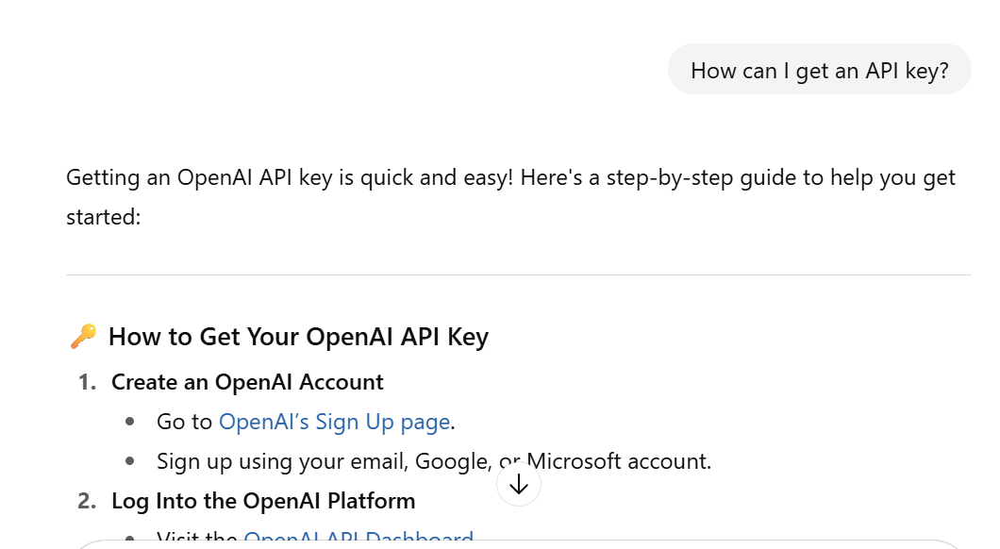 How can I get an API key?
Getting an OpenAI API key is quick and easy! Here's a step-by-step guide to help you get
started:
🔑 How to Get Your OpenAI API Key
1. Create an OpenAI Account
• Go to OpenAI’s Sign Up page.
• Sign up using your email, Google, or Microsoft account.
2. Log Into the OpenAI Platform
• Visit the OpenAI API Dashboard